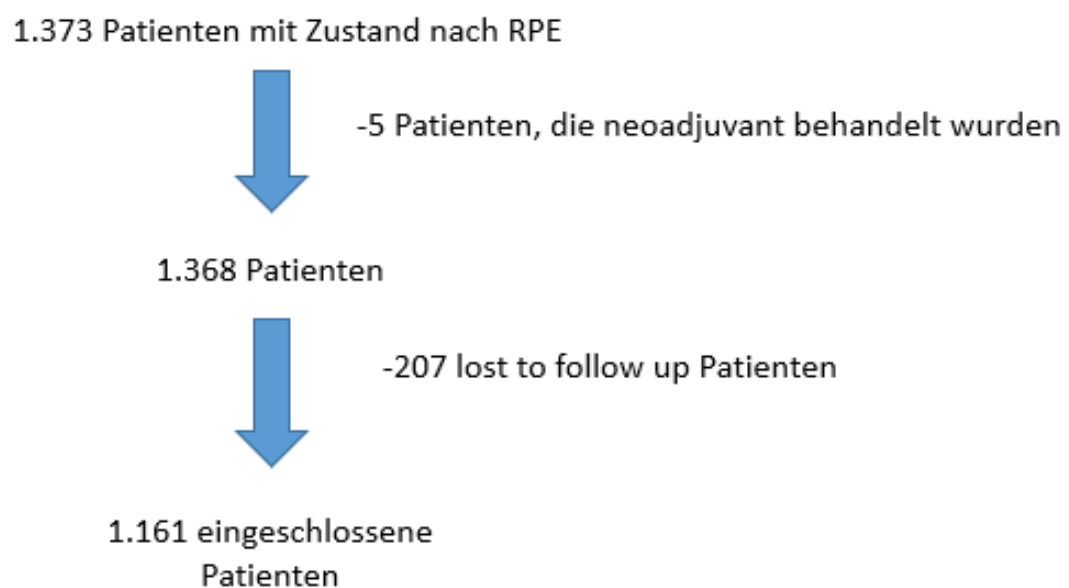 1.373 Patienten mit Zustand nach RPE
-5 Patienten, die neoadjuvant behandelt wurden
1.368 Patienten
-207 lost to follow up Patienten
1.161 eingeschlossene
Patienten